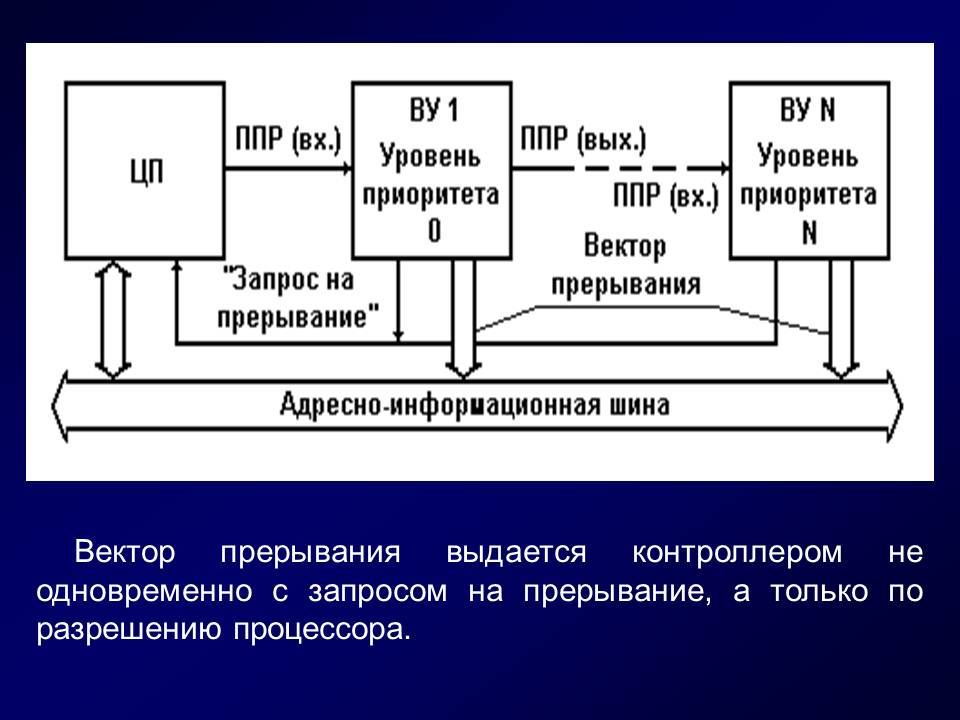 ЦП
ППР (вх.)
ВУ 1
Уровень
приоритета
0
ППР (вых.)
ППР (вх.)
ВУ N
Уровень
приоритета
N
"Запрос на
прерывание"
Вектор
прерывания
Адресно-информационная шина
Вектор прерывания выдается контроллером не
одновременно с запросом на прерывание, а только по
разрешению процессора.